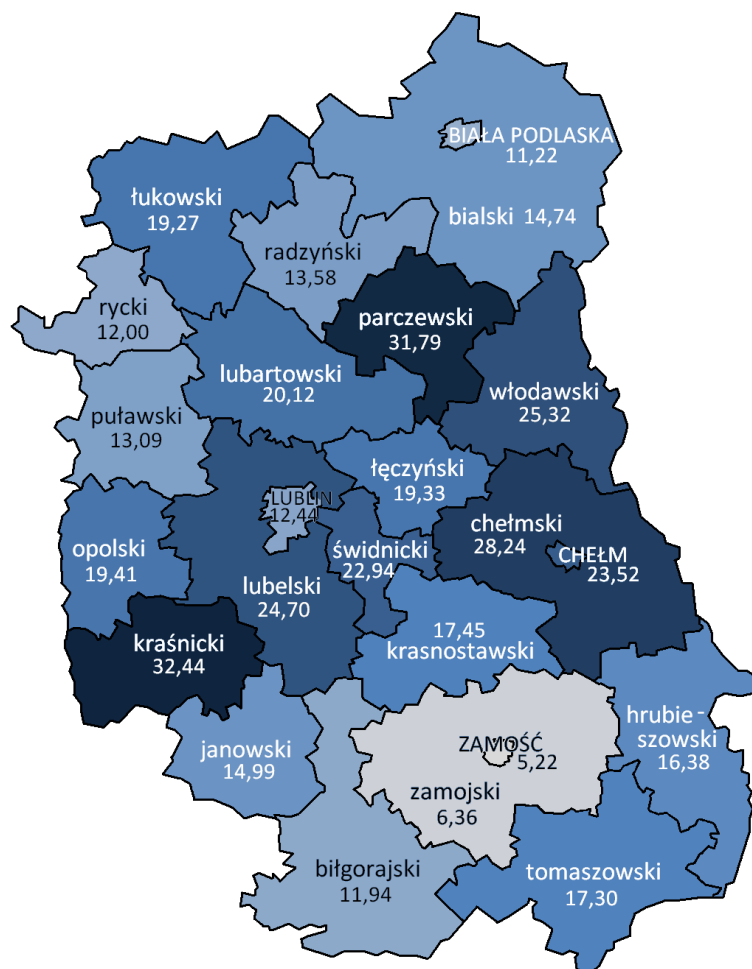 BIAŁA PODLASKA
11,22
łukowski
19,27
bialski 14,74
radzyński
13,58
rycki
12,00
parczewski
31,79
lubartowski
20,12
włodawski
25,32
puławski
13,09
łęczyński
19,33
LUBLIN
12,44
chełmski
28,24
CHEŁM
23,52
opolski
19,41
świdnicki
22,94
lubelski
24,70
17,45
krasnostawski
kraśnicki
32,44
hrubie-
szowski
16,38
janowski
14,99
ZAMOŚĆ
5,22
zamojski
6,36
biłgorajski
11,94
tomaszowski
17,30